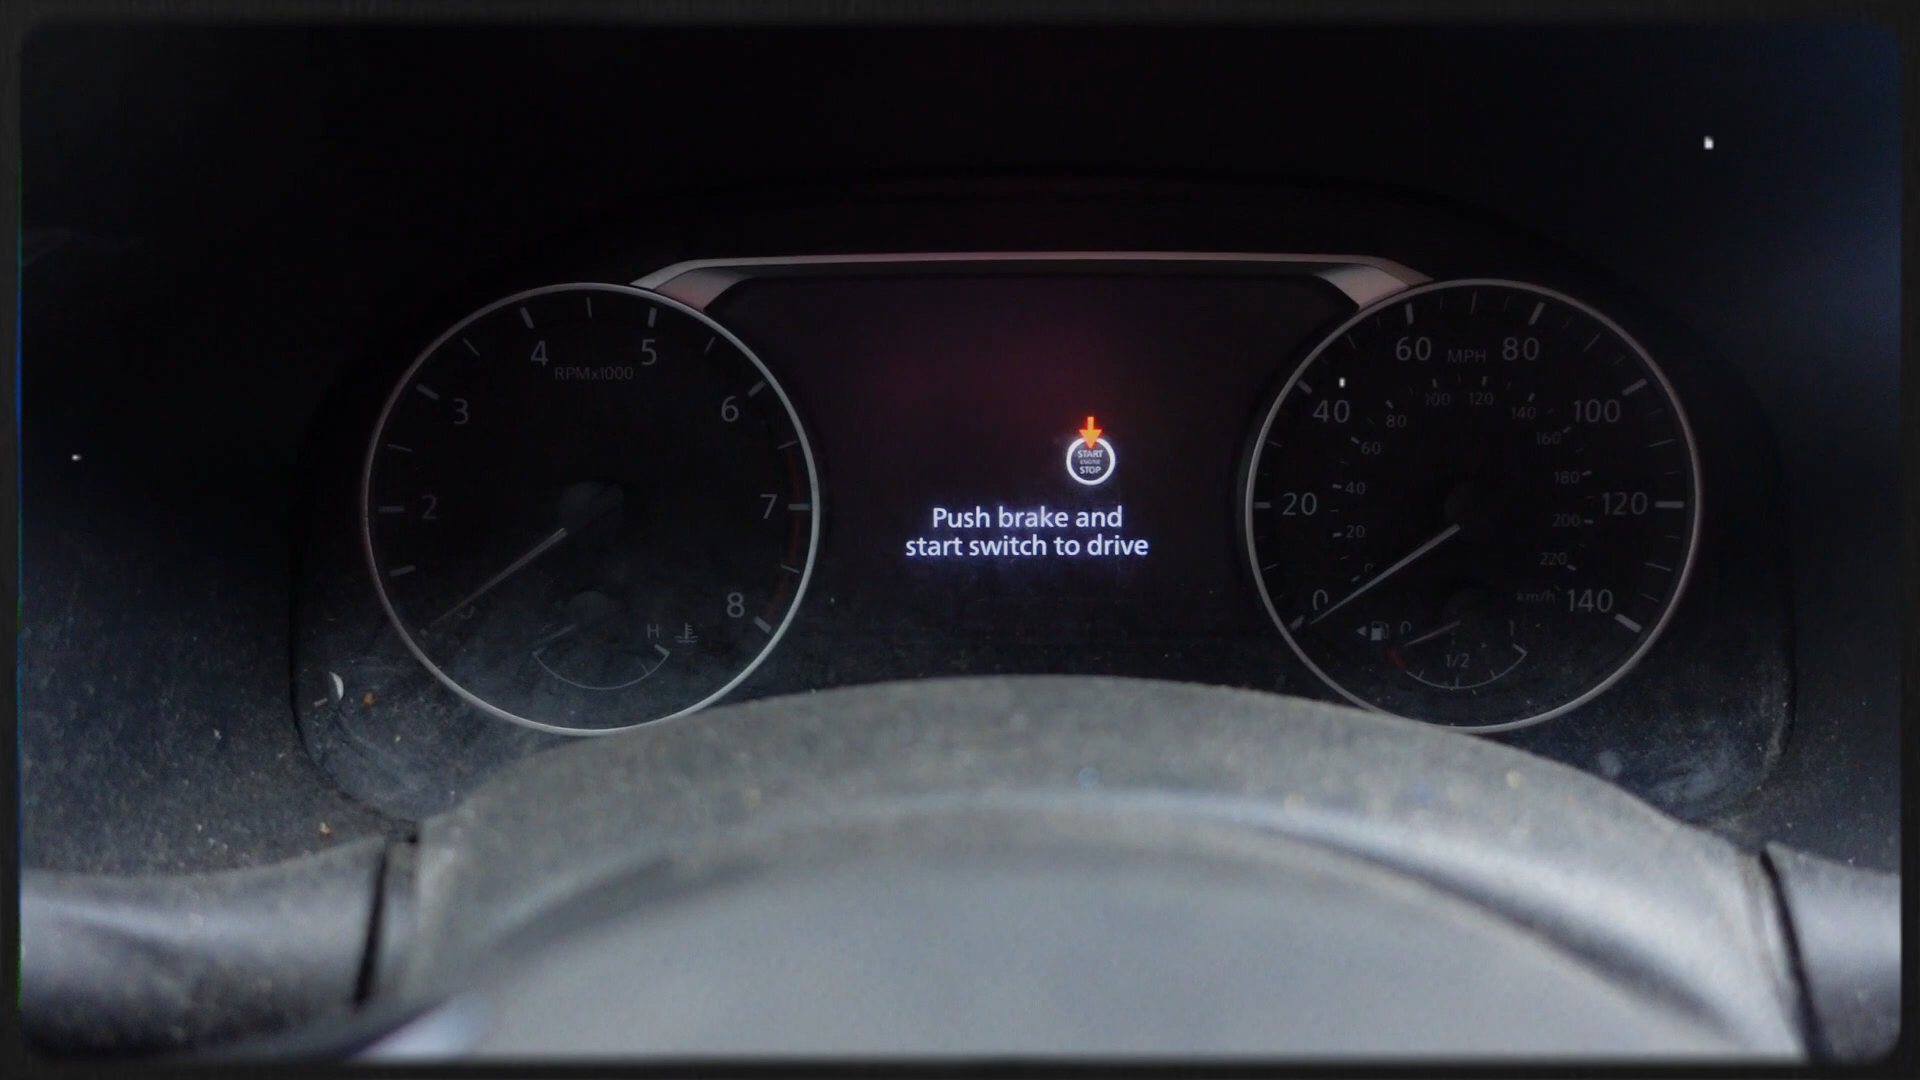 4 5
RPMx1000
3 6
2 7
8
H
START
ENGINE
STOP
Push brake and
start switch to drive
60 MPH 80
40 100
20 120
0 140
100 120
80 140
60 160
40 180
20 200
0 220
km/h
0 1
1/2